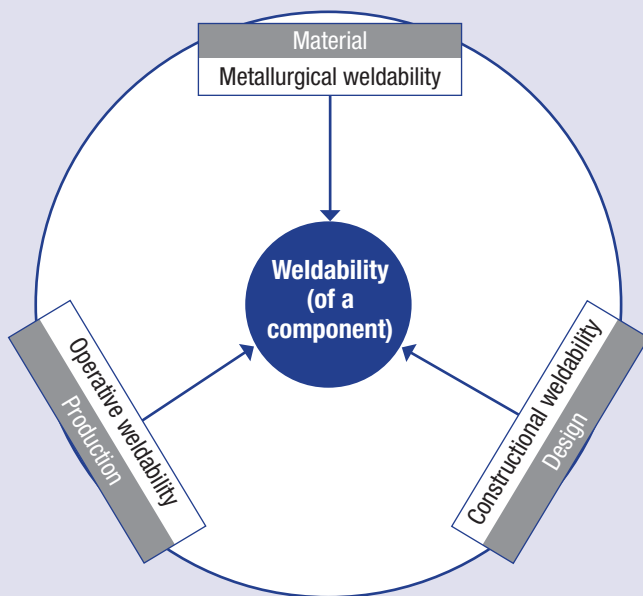 Material
Metallurgical weldability
Weldability
(of a
component)
Operative weldability
Production
Constructional weldability
Design